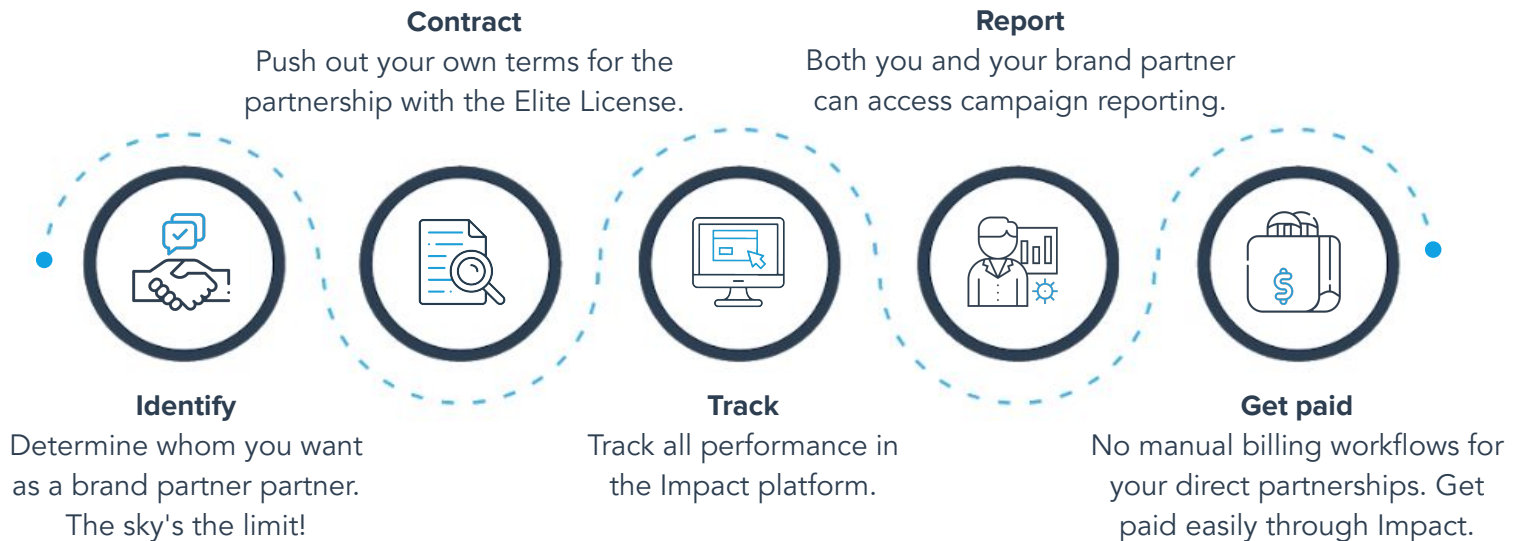 Contract
Push out your own terms for the
partnership with the Elite License.
Report
Both you and your brand partner
can access campaign reporting.
Identify
Determine whom you want
as a brand partner partner.
The sky's the limit!
Track
Track all performance in
the Impact platform.
Get paid
No manual billing workflows for
your direct partnerships. Get
paid easily through Impact.
$